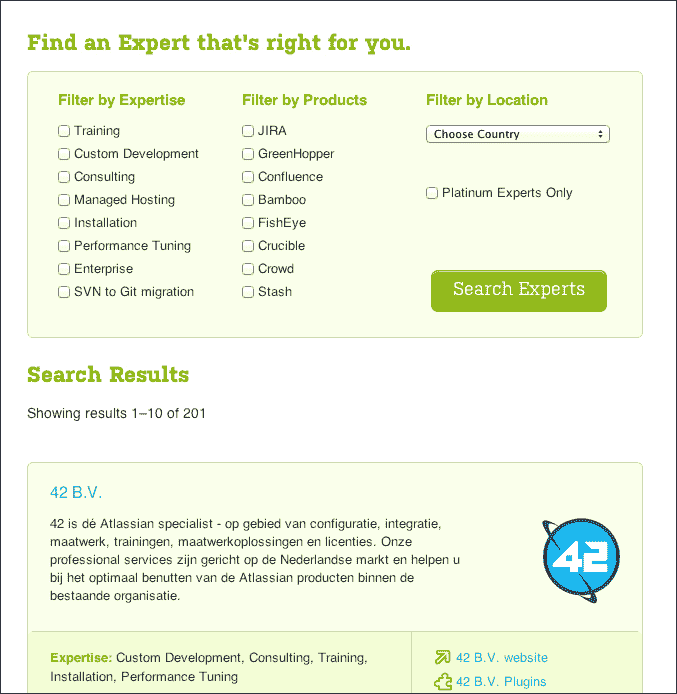 Find an Expert that's right for you.
Filter by Expertise
Training
Custom Development
Consulting
Managed Hosting
Installation
Performance Tuning
Enterprise
SVN to Git migration
Filter by Products
JIRA
GreenHopper
Confluence
Bamboo
FishEye
Crucible
Crowd
Stash
Filter by Location
Choose Country
Platinum Experts Only
Search Experts
Search Results
Showing results 1–10 of 201
42 B.V.
42 is dé Atlassian specialist - op gebied van configuratie, integratie,
maatwerk, trainingen, maatwerkoplossingen en licenties. Onze
professional services zijn gericht op de Nederlandse markt en helpen u
bij het optimaal benutten van de Atlassian producten binnen de
bestaande organisatie.
42
Expertise: Custom Development, Consulting, Training,
Installation, Performance Tuning
42 B.V. website
42 B.V. Plugins